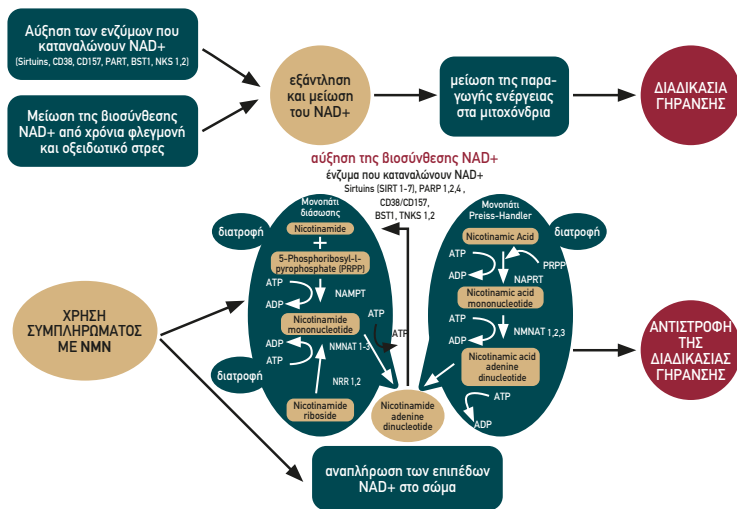 Αύξηση των ενζύμων που
καταναλώνουν NAD+
(Sirtuins, CD38, CD157, PART, BST1, NKS 1,2)
Μείωση της βιοσύνθεσης
NAD+ από χρόνια φλεγμονή
και οξειδωτικό στρες
εξάντληση
και μείωση
του NAD+
μείωση της παρα-
γωγής ενέργειας
στα μιτοχόνδρια
ΔΙΑΔΙΚΑΣΙΑ
ΓΗΡΑΝΣΗΣ
αύξηση της βιοσύνθεσης NAD+
ένζυμα που καταναλώνουν NAD+
Sirtuins (SIRT 1-7), PARP 1,2,4 ,
CD38/CD157,
BST1, TNKS 1,2
ΧΡΗΣΗ
ΣΥΜΠΛΗΡΩΜΑΤΟΣ
ΜΕ NMN
διατροφή
διατροφή
Μονοπάτι
διάσωσης
Nicotinamide
+
5-Phosphoribosyl-l-
pyrophosphate (PRPP)
ATP
ADP
NAMPT
Nicotinamide
mononucleotide
ADP
ATP
NMNAT 1-3
NRR 1,2
Nicotinamide
riboside
ATP
ATP
Nicotinamide
adenine
dinucleotide
Μονοπάτι
Preiss-Handler
διατροφή
Nicotinamic Acid
PRPP
ATP
ADP
NAPRT
Nicotinamic acid
mononucleotide
ATP
ADP
NMNAT 1,2,3
Nicotinamic acid
adenine
dinucleotide
ATP
ADP
ΑΝΤΙΣΤΡΟΦΗ
ΤΗΣ
ΔΙΑΔΙΚΑΣΙΑΣ
ΓΗΡΑΝΣΗΣ
αναπλήρωση των επιπέδων
NAD+ στο σώμα